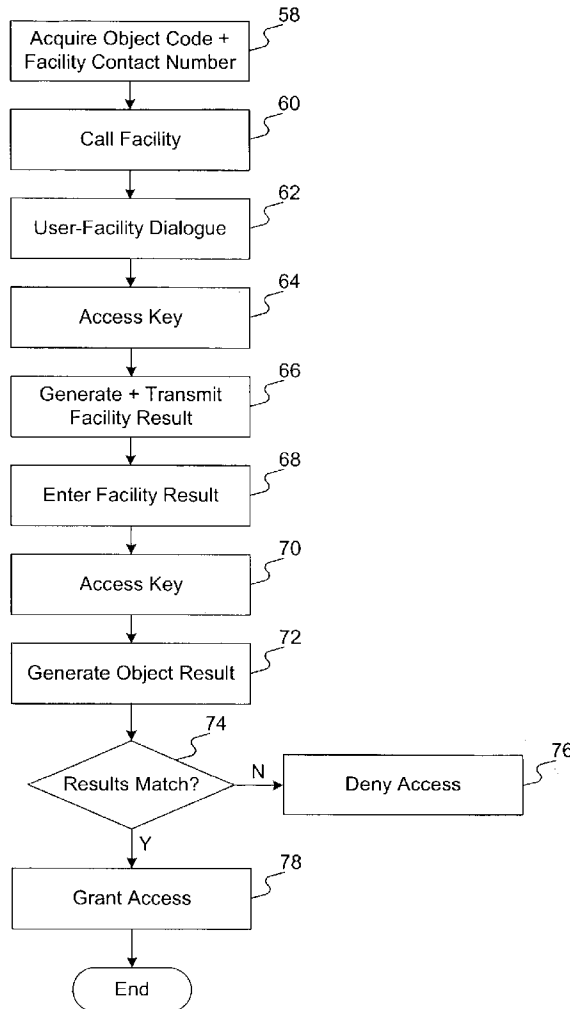 58
Acquire Object Code +
Facility Contact Number
60
Call Facility
62
User-Facility Dialogue
64
Access Key
66
Generate + Transmit
Facility Result
68
Enter Facility Result
70
Access Key
72
Generate Object Result
74
Results Match?
N
76
Deny Access
Y
78
Grant Access
End